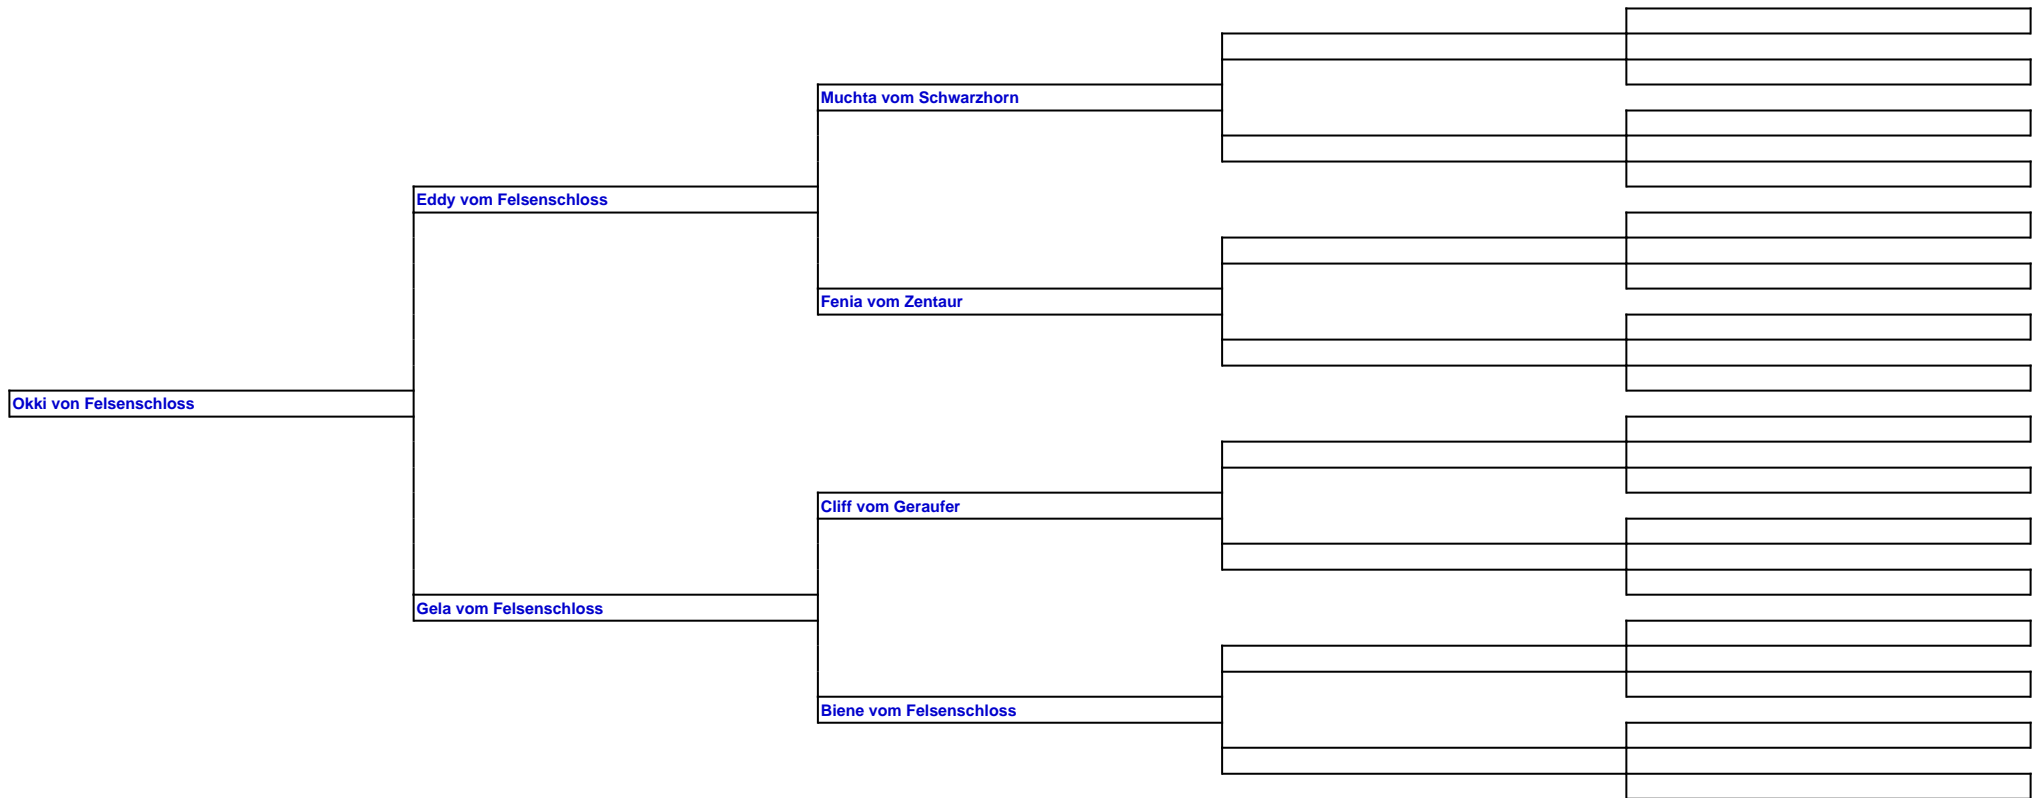 Muchta vom Schwarzhorn
Eddy vom Felsenschloss
Fenia vom Zentaur
Okki von Felsenschloss
Cliff vom Geraufer
Gela vom Felsenschloss
Biene vom Felsenschloss